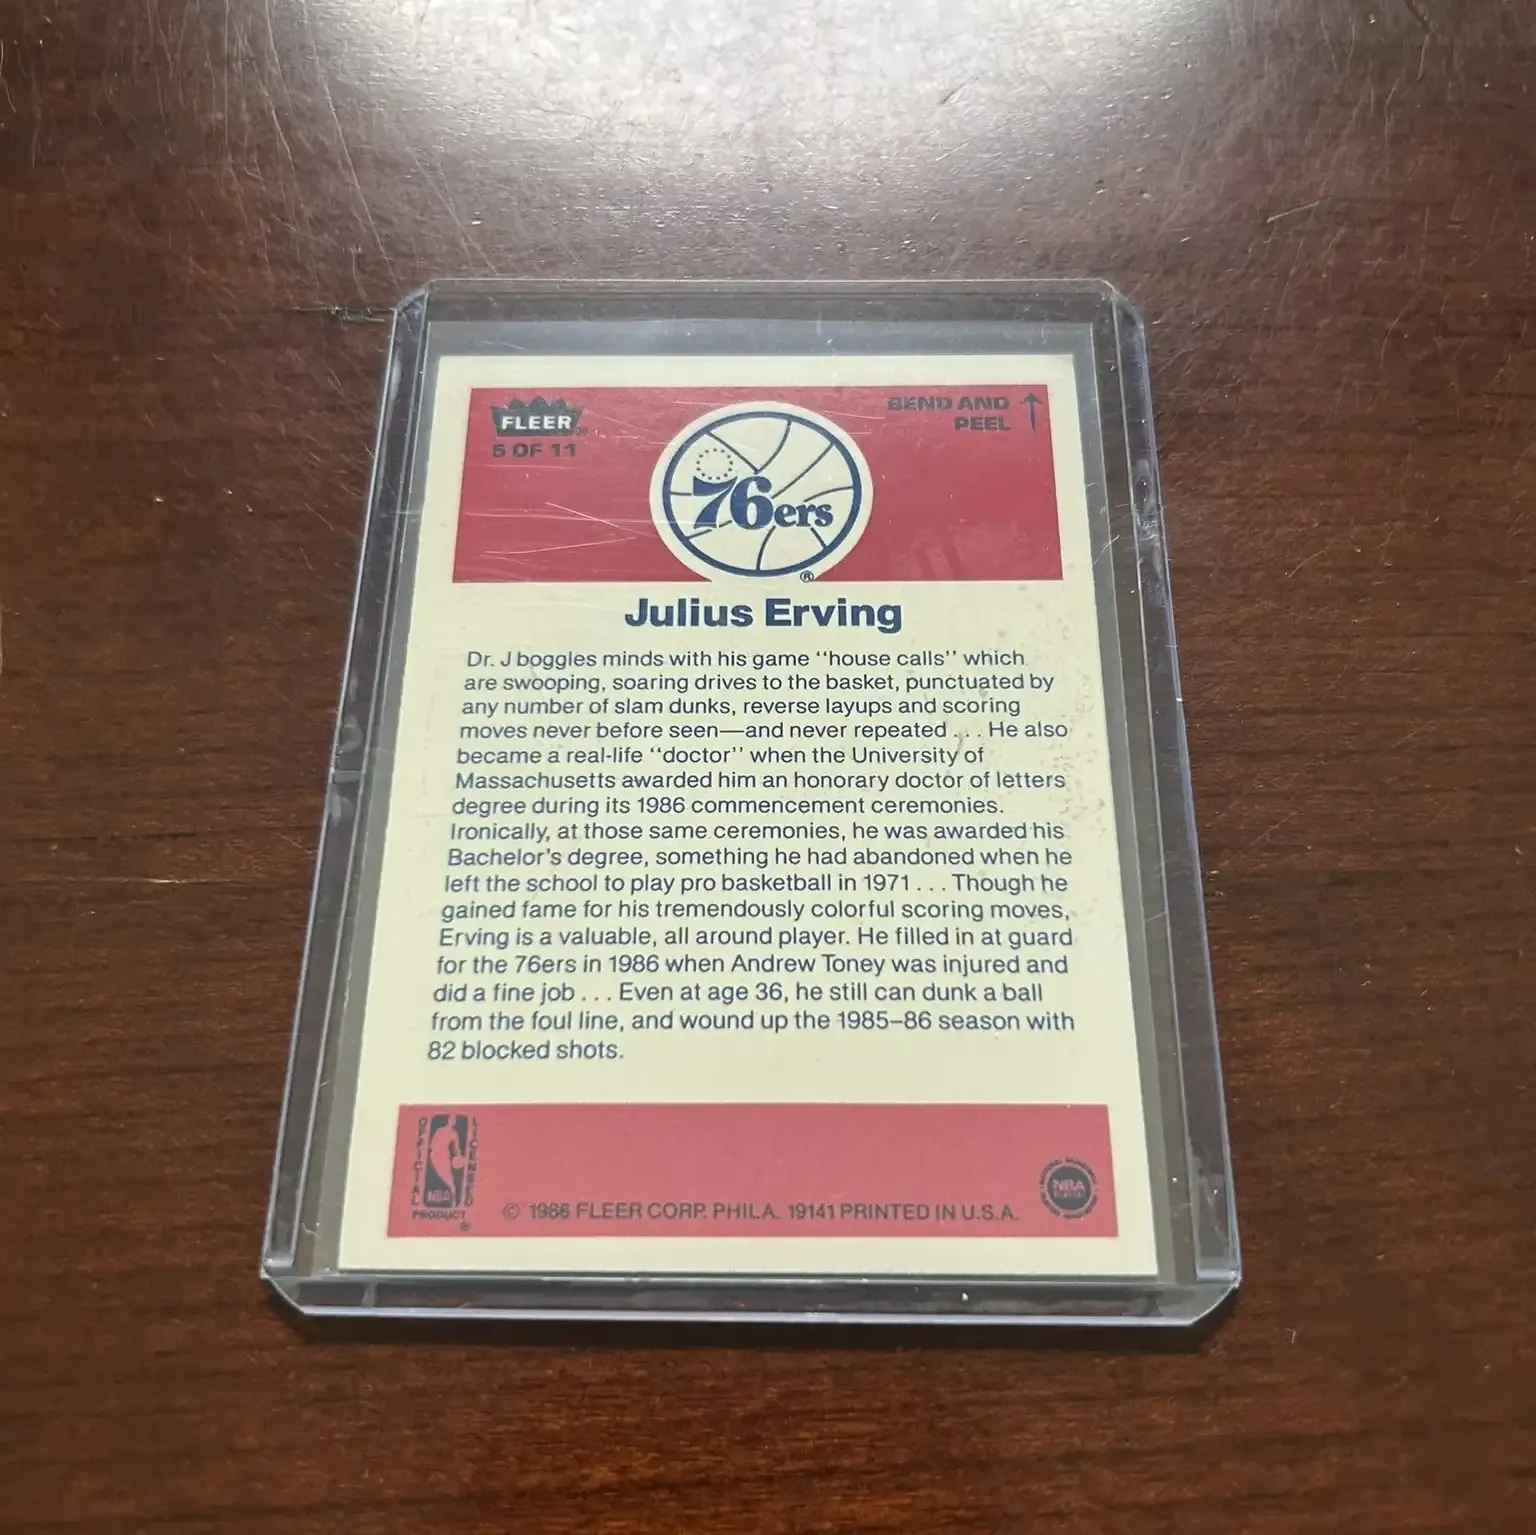 FLEER
5 OF 11
BEND AND
PEEL ↑
76ers
®
Julius Erving
Dr. J boggles minds with his game “house calls” which
are swooping, soaring drives to the basket, punctuated by
any number of slam dunks, reverse layups and scoring
moves never before seen—and never repeated . . . He also
became a real-life “doctor” when the University of
Massachusetts awarded him an honorary doctor of letters
degree during its 1986 commencement ceremonies.
Ironically, at those same ceremonies, he was awarded his
Bachelor’s degree, something he had abandoned when he
left the school to play pro basketball in 1971 . . . Though he
gained fame for his tremendously colorful scoring moves,
Erving is a valuable, all around player. He filled in at guard
for the 76ers in 1986 when Andrew Toney was injured and
did a fine job . . . Even at age 36, he still can dunk a ball
from the foul line, and wound up the 1985–86 season with
82 blocked shots.
OFFICIAL
LICENSED
NBA
PRODUCT
®
© 1986 FLEER CORP. PHILA. 19141 PRINTED IN U.S.A.
NBA